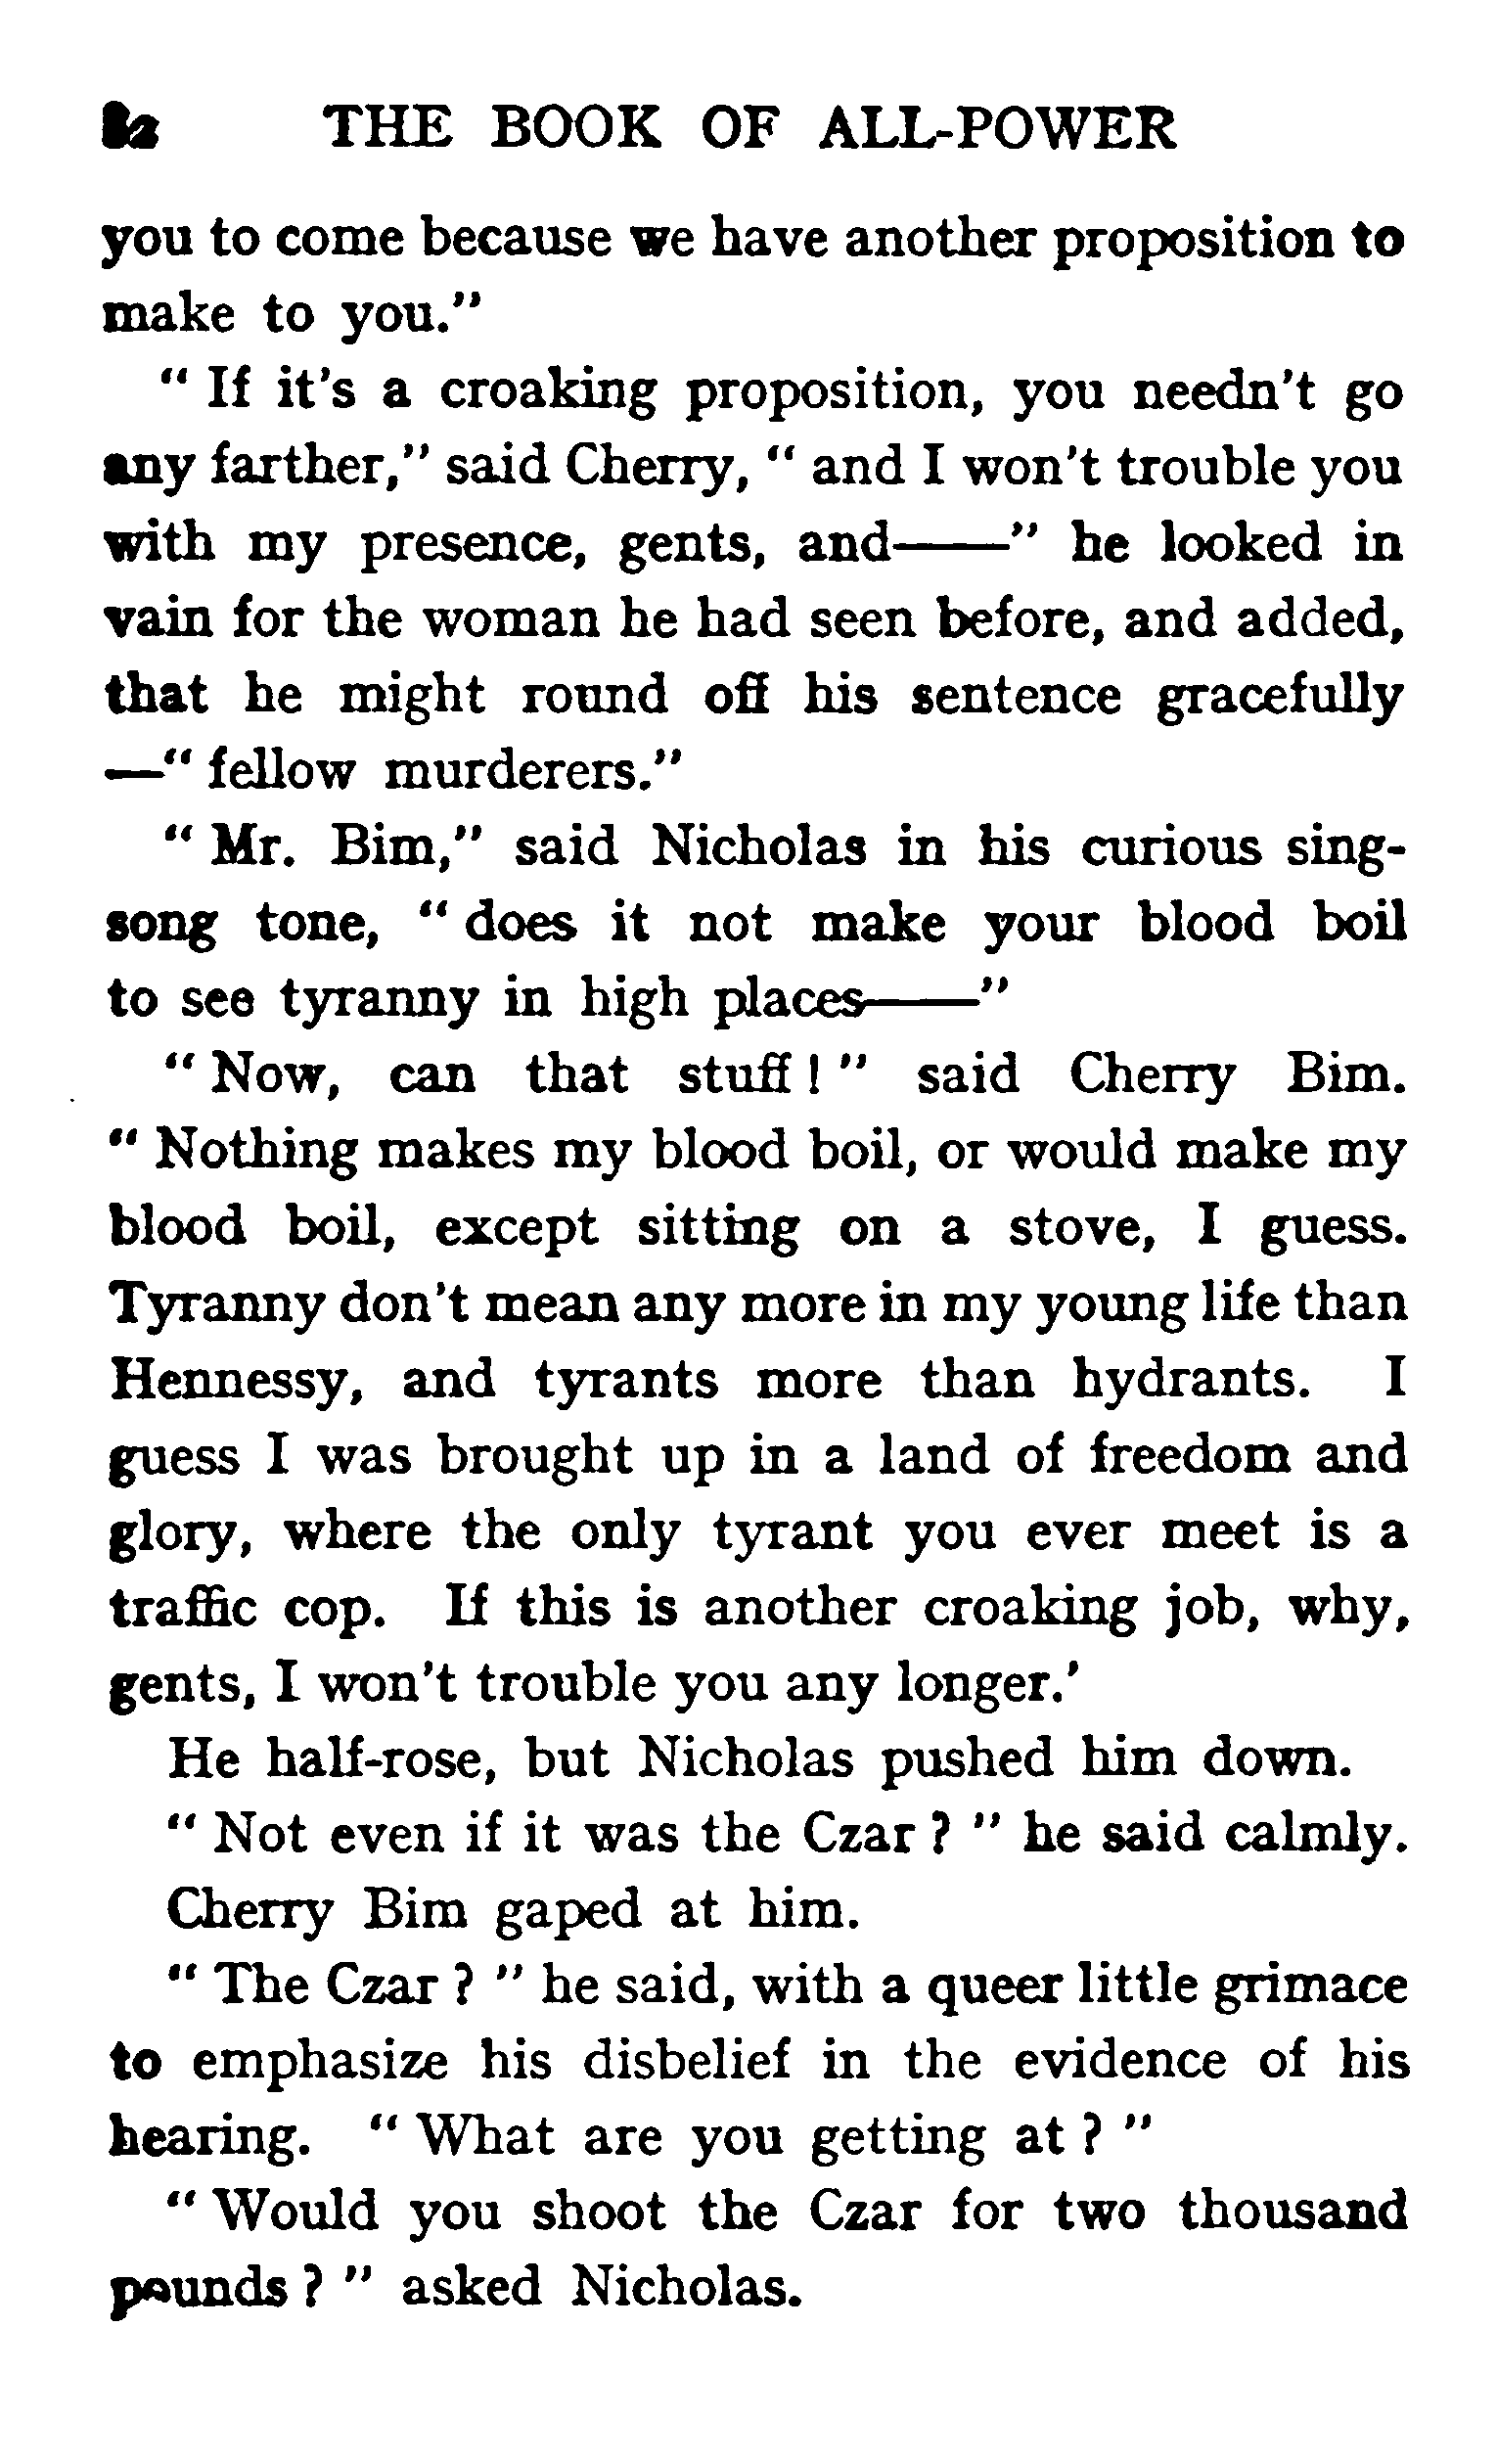 THE BOOK OF ALL-POWER
you to come because we have another proposition to
make to you."
" If it's a croaking proposition, you needn't go
any farther," said Cherry, " and I won't trouble you
with my presence, gents, and——" he looked in
vain for the woman he had seen before, and added,
that he might round off his sentence gracefully
—" fellow murderers."
" Mr. Bim," said Nicholas in his curious sing-
song tone, " does it not make your blood boil
to see tyranny in high places——"
" Now, can that stuff ! " said Cherry Bim.
" Nothing makes my blood boil, or would make my
blood boil, except sitting on a stove, I guess.
Tyranny don't mean any more in my young life than
Hennessy, and tyrants more than hydrants. I
guess I was brought up in a land of freedom and
glory, where the only tyrant you ever meet is a
traffic cop. If this is another croaking job, why,
gents, I won't trouble you any longer.'
He half-rose, but Nicholas pushed him down.
" Not even if it was the Czar ? " he said calmly.
Cherry Bim gaped at him.
" The Czar ? " he said, with a queer little grimace
to emphasize his disbelief in the evidence of his
hearing. " What are you getting at ? "
" Would you shoot the Czar for two thousand
pounds ? " asked Nicholas.